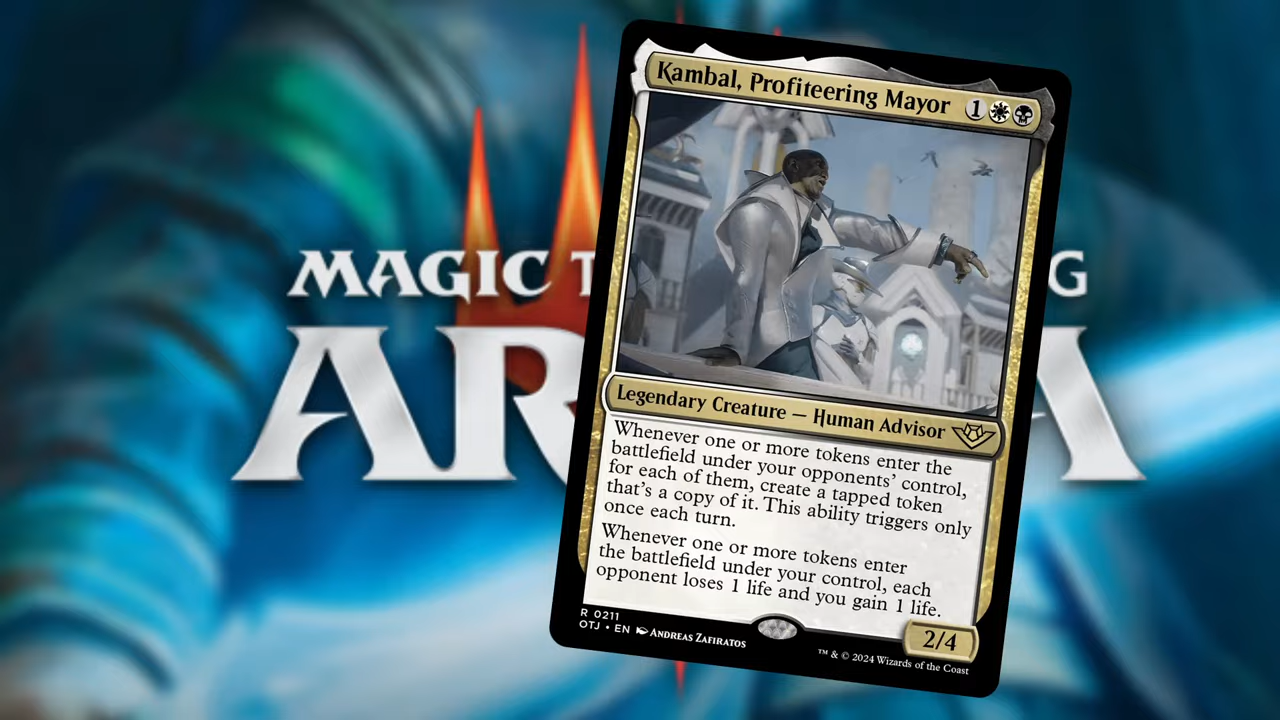 MAGIC T
G
AR
A
Kambal, Profiteering Mayor 1
Legendary Creature — Human Advisor
Whenever one or more tokens enter the
battlefield under your opponents' control,
for each of them, create a tapped token
that's a copy of it. This ability triggers only
once each turn.
Whenever one or more tokens enter
the battlefield under your control, each
opponent loses 1 life and you gain 1 life.
2/4
R 0211
OTJ • EN ANDREAS ZAFIRATOS
™ & © 2024 Wizards of the Coast